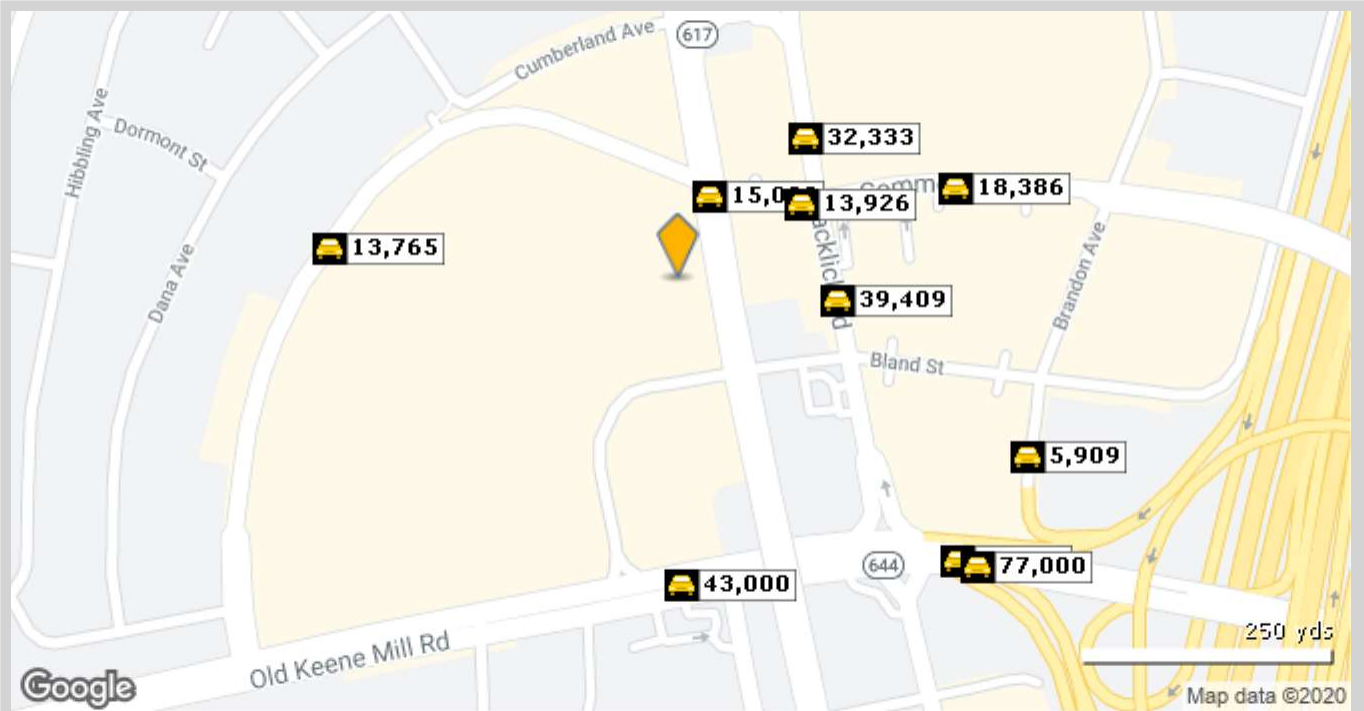 Cumberland Ave
617
Hibbling Ave
Dormont St
32,333
18,386
13,926
13,765
Dana Ave
Brandon Ave
39,409
Bland St
5,909
644
77,000
43,000
Old Keene Mill Rd
250 yds
Google
Map data ©2020